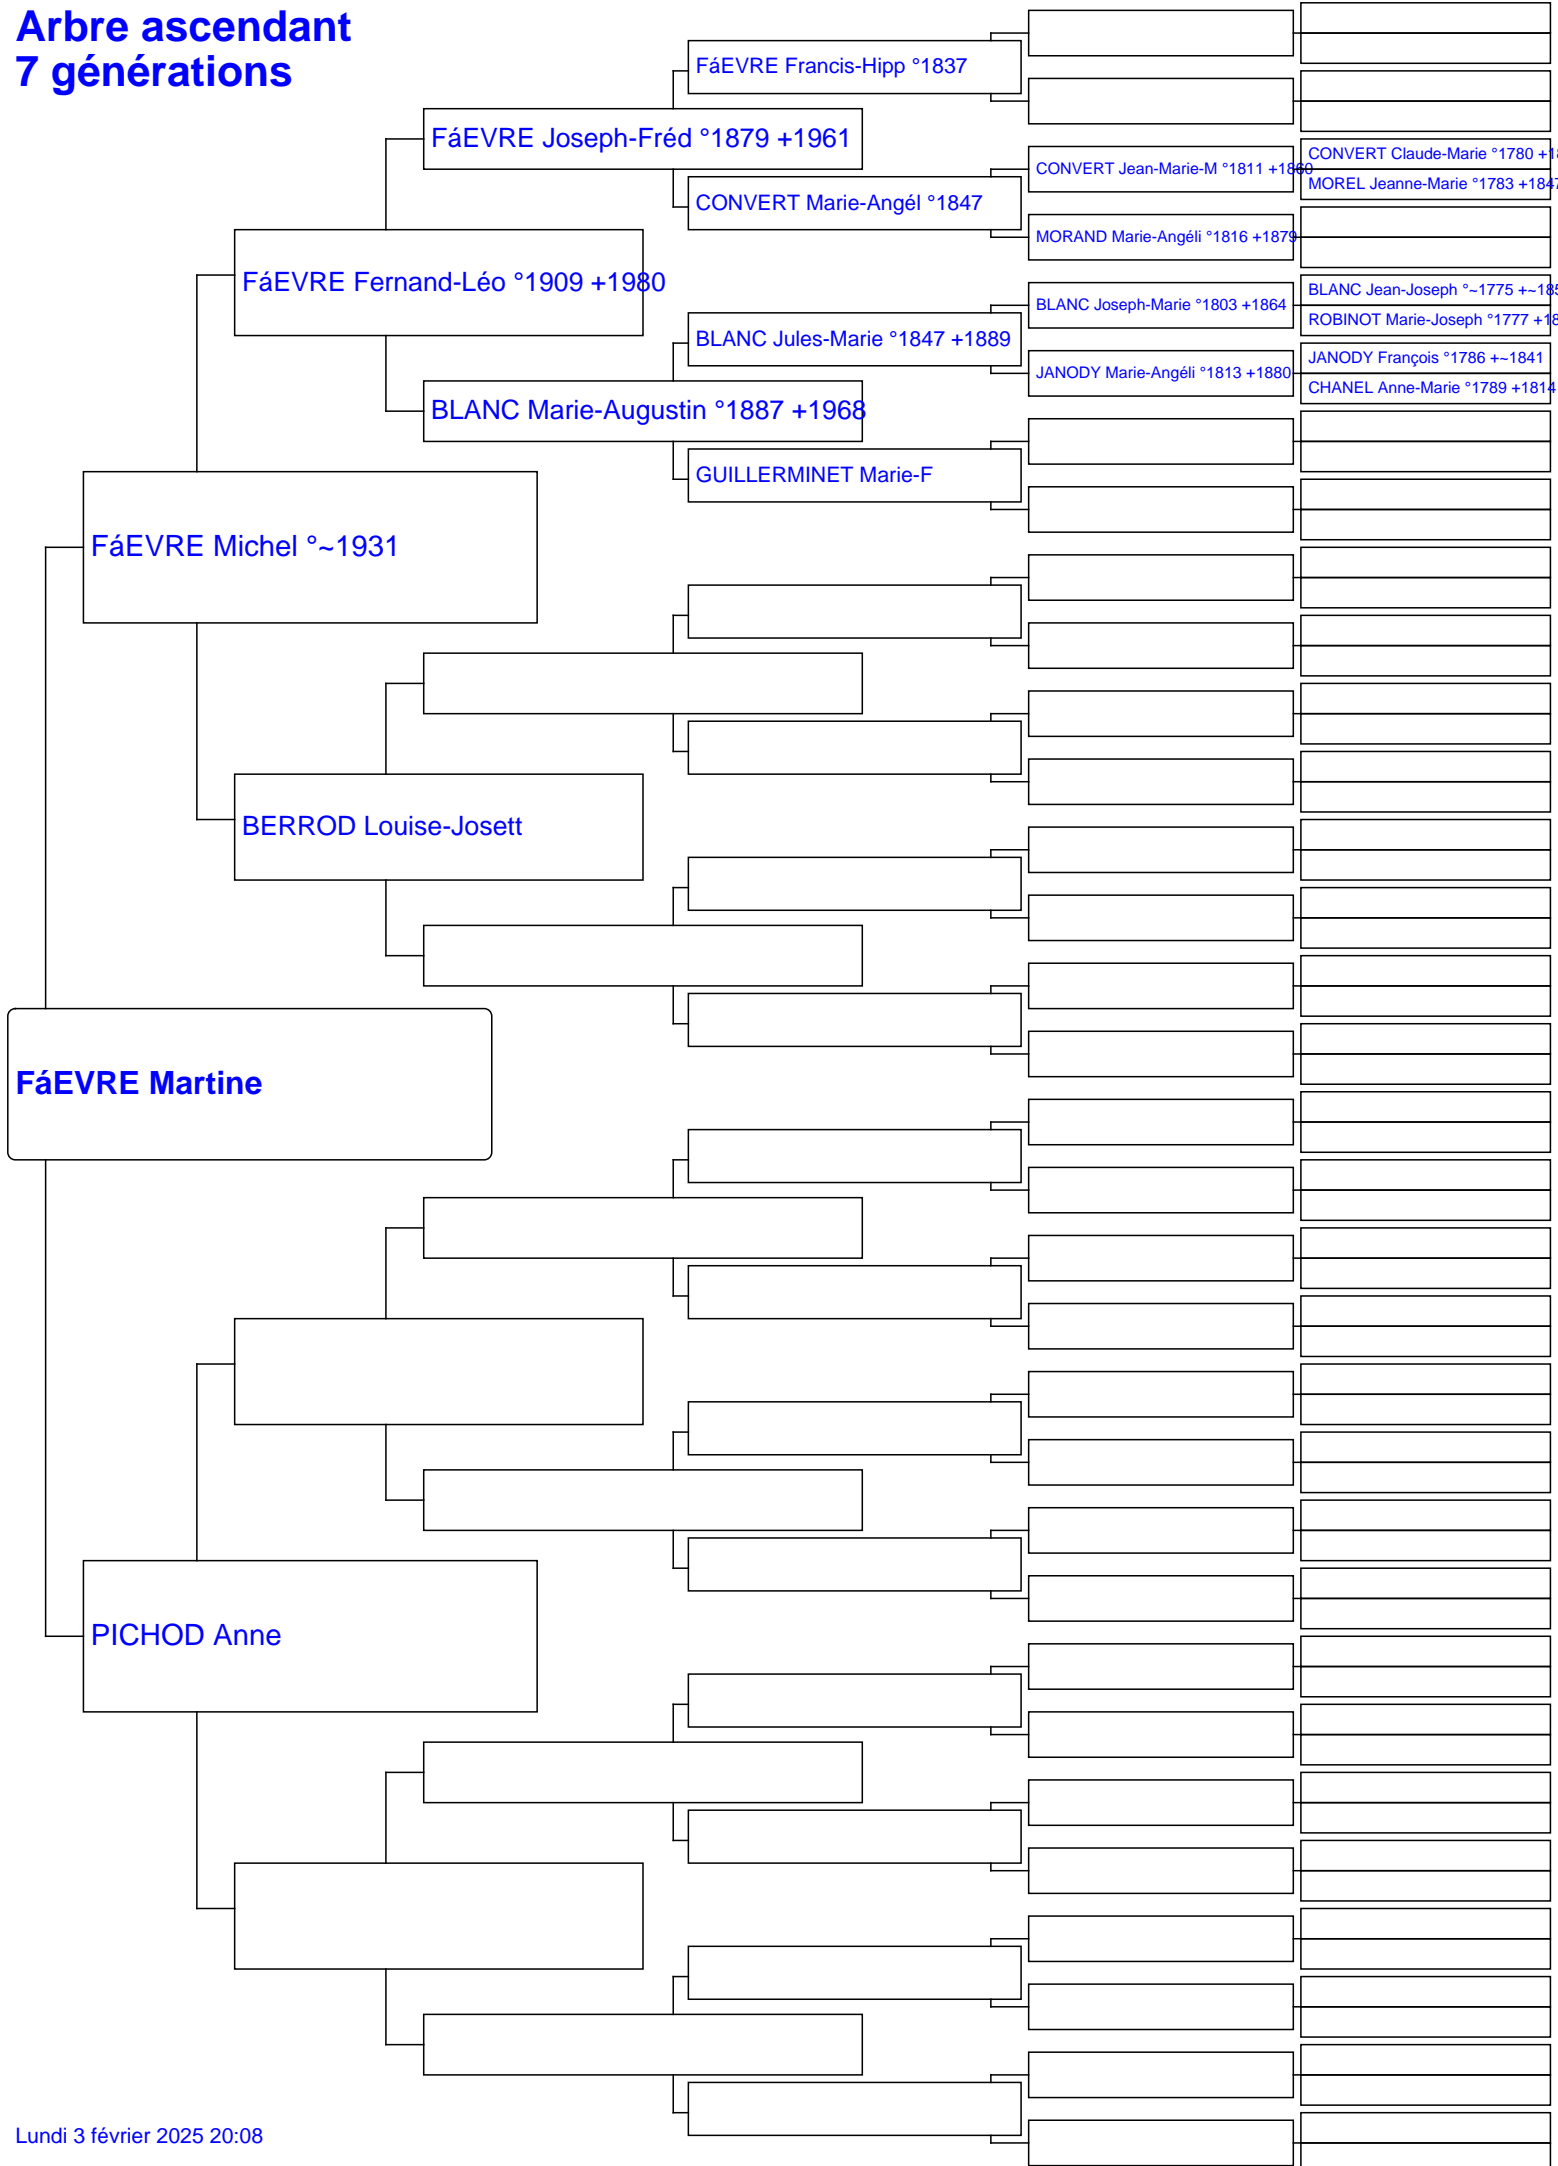 Arbre ascendant
7 générations
FáEVRE Francis-Hipp °1837
FáEVRE Joseph-Fréd °1879 +1961
CONVERT Claude-Marie °1780 +18
CONVERT Jean-Marie-M °1811 +1860
MOREL Jeanne-Marie °1783 +1847
CONVERT Marie-Angél °1847
MORAND Marie-Angéli °1816 +1879
FáEVRE Fernand-Léo °1909 +1980
BLANC Jean-Joseph °~1775 +~185
BLANC Joseph-Marie °1803 +1864
ROBINOT Marie-Joseph °1777 +18
BLANC Jules-Marie °1847 +1889
JANODY François °1786 +~1841
JANODY Marie-Angéli °1813 +1880
CHANEL Anne-Marie °1789 +1814
BLANC Marie-Augustin °1887 +1968
GUILLERMINET Marie-F
FáEVRE Michel °~1931
BERROD Louise-Josett
FáEVRE Martine
PICHOD Anne
Lundi 3 février 2025 20:08